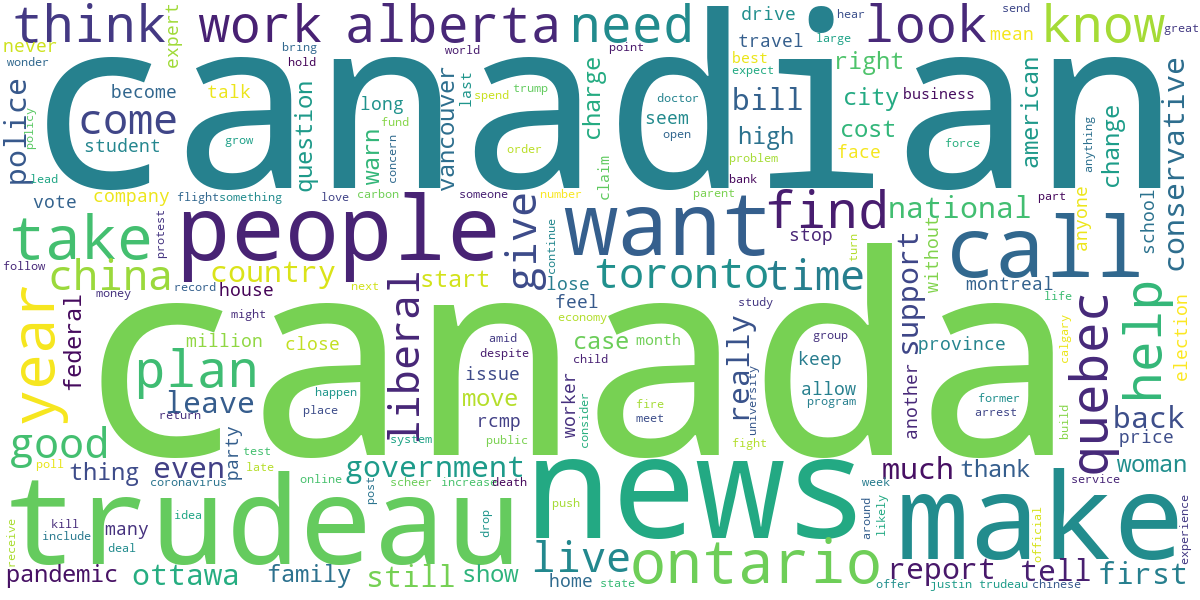 think
work
alberta
need
drive
hear
send
large
look
know
great
never
expert
bring
world
point
travel
mean
wonder
hold
canadian
best
right
expect
police
become
talk
last
spend
trump
charge
doctor
bill
city
business
american
conservative
come
long
fund
seem
high
cost
change
policy
student
question
warn
vancouver
open
anything
grow
concern
order
problem
face
force
lead
company
flightsomething
love
carbon
someone
number
claim
parent
bank
part
vote
protest
people
give
want
find
national
anyone
school
take
continue
stop
turn
without
call
follow
china
country
start
lose
toronto
time
support
montreal
money
record
house
next
feel
study
life
year
federal
might
liberal
canada
economy
really
group
province
quebec
help
calgary
election
million
close
amid
case
month
keep
despite
child
plan
issue
allow
leave
happen
move
worker
fire
university
program
former
return
place
rcmp
consider
meet
another
arrest
build
back
good
party
system
public
fight
price
poll
thing
even
test
late
government
news
much
thank
woman
coronavirus
online
post
scheer
increase
death
week
service
trudeau
idea
drop
push
around
likely
make
experience
receive
kill
many
include
deal
official
pandemic
ottawa
family
still
show
live
home
state
ontario
report
tell
first
offer
justin trudeau
chinese